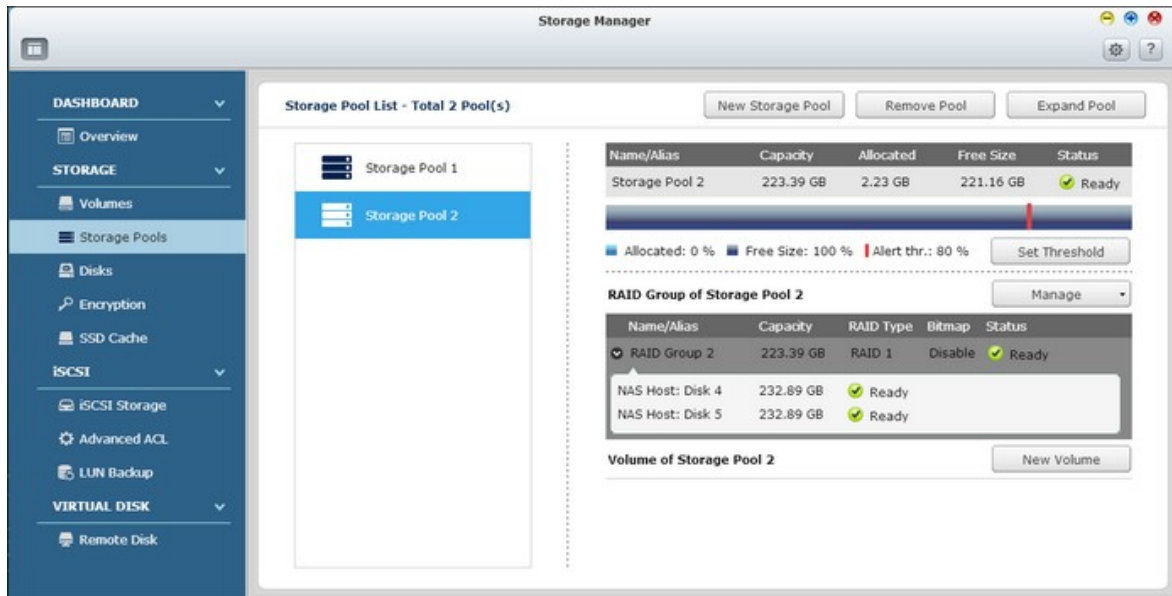 Storage Manager
?
DASHBOARD
Overview
STORAGE
Volumes
Storage Pools
Disks
Encryption
SSD Cache
iSCSI
iSCSI Storage
Advanced ACL
LUN Backup
VIRTUAL DISK
Remote Disk
Storage Pool List - Total 2 Pool(s)
New Storage Pool
Remove Pool
Expand Pool
Storage Pool 1
Storage Pool 2
Name/Alias Capacity Allocated Free Size Status
Storage Pool 2 223.39 GB 2.23 GB 221.16 GB Ready
Allocated: 0 % Free Size: 100 % Alert thr.: 80 % Set Threshold
RAID Group of Storage Pool 2 Manage
Name/Alias Capacity RAID Type Bitmap Status
RAID Group 2 223.39 GB RAID 1 Disable Ready
NAS Host: Disk 4 232.89 GB Ready
NAS Host: Disk 5 232.89 GB Ready
Volume of Storage Pool 2 New Volume